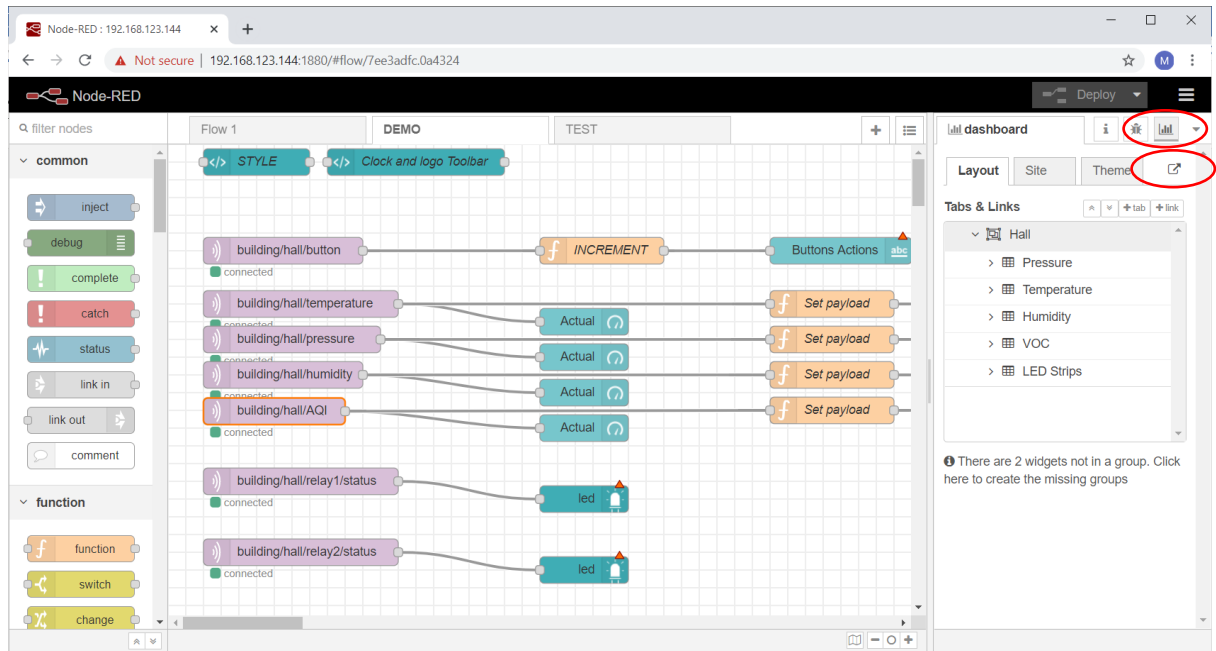 Node-RED : 192.168.123.144
Not secure | 192.168.123.144:1880/#flow/7ee3adfc.0a4324
M
Node-RED
Deploy
filter nodes
Flow 1
DEMO
TEST
dashboard
i
common
STYLE
Clock and logo Toolbar
Layout
Site
Theme
Tabs & Links
tab
link
inject
debug
complete
catch
status
link in
link out
comment
function
function
switch
change
building/hall/button
connected
INCREMENT
Buttons Actions
abc
building/hall/temperature
connected
Actual
Set payload
building/hall/pressure
connected
Actual
Set payload
building/hall/humidity
connected
Actual
Set payload
building/hall/AQI
connected
Actual
Set payload
building/hall/relay1/status
connected
led
building/hall/relay2/status
connected
led
Hall
Pressure
Temperature
Humidity
VOC
LED Strips
There are 2 widgets not in a group. Click
here to create the missing groups